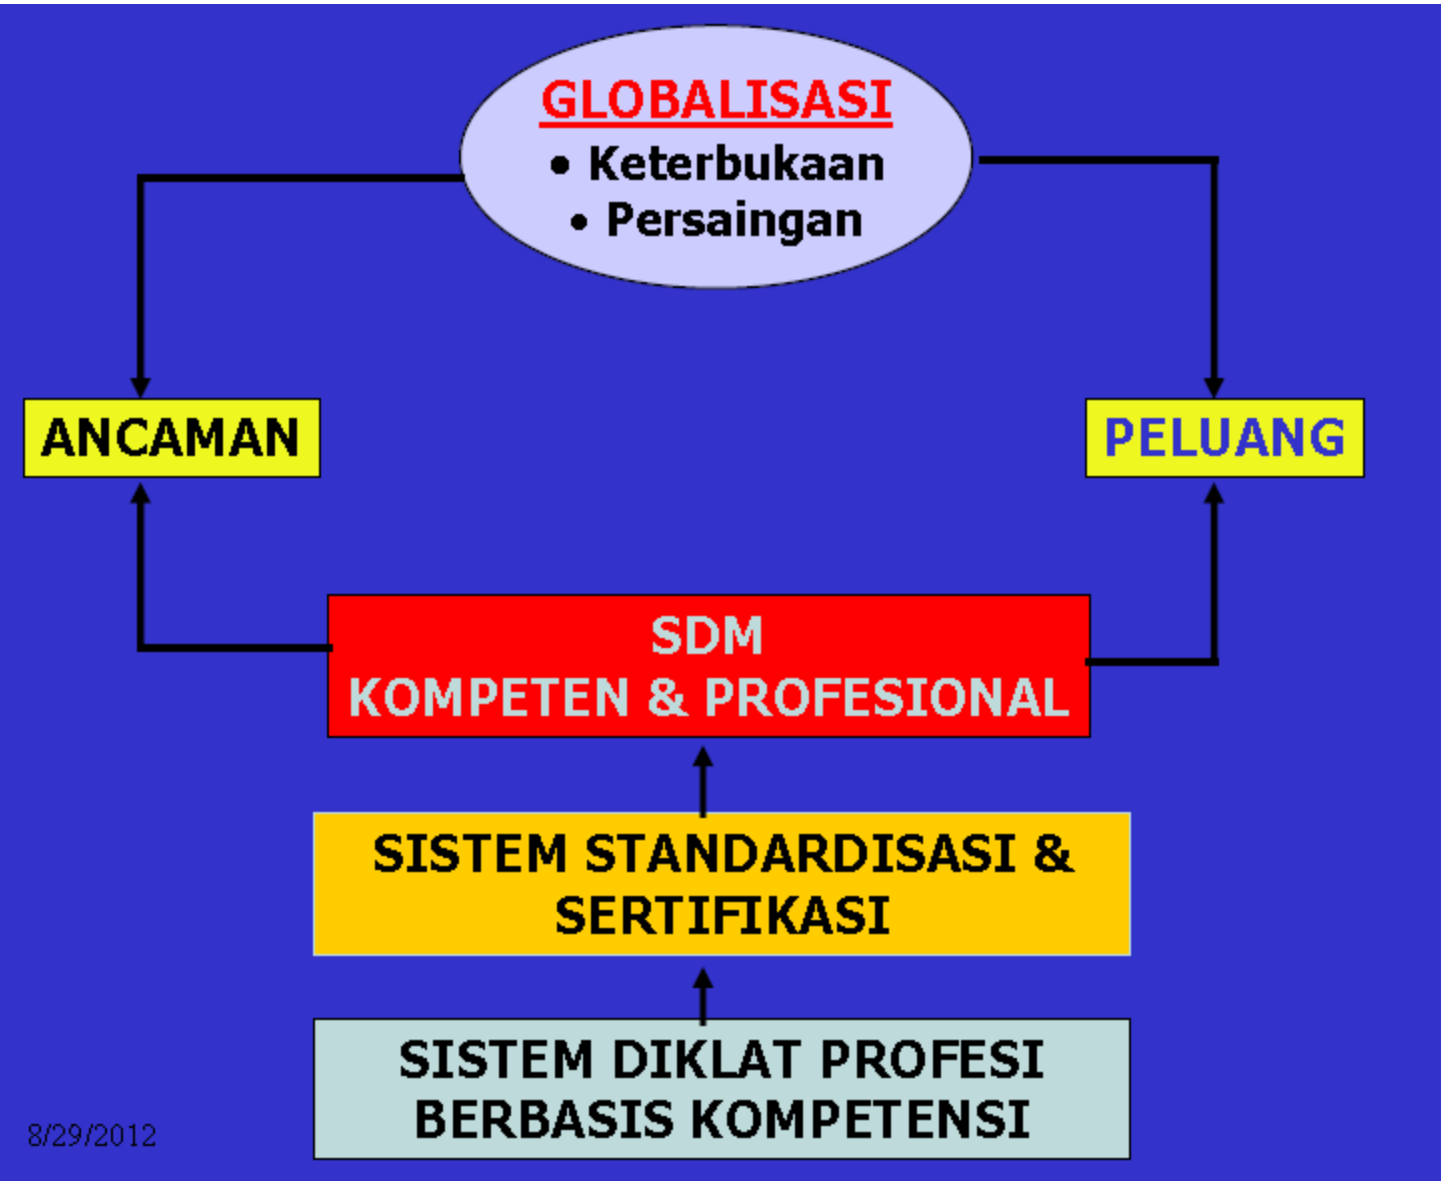 GLOBALISASI
• Keterbukaan
• Persaingan
ANCAMAN
PELUANG
SDM
KOMPETEN & PROFESIONAL
SISTEM STANDARDISASI &
SERTIFIKASI
SISTEM DIKLAT PROFESI
BERBASIS KOMPETENSI
8/29/2012